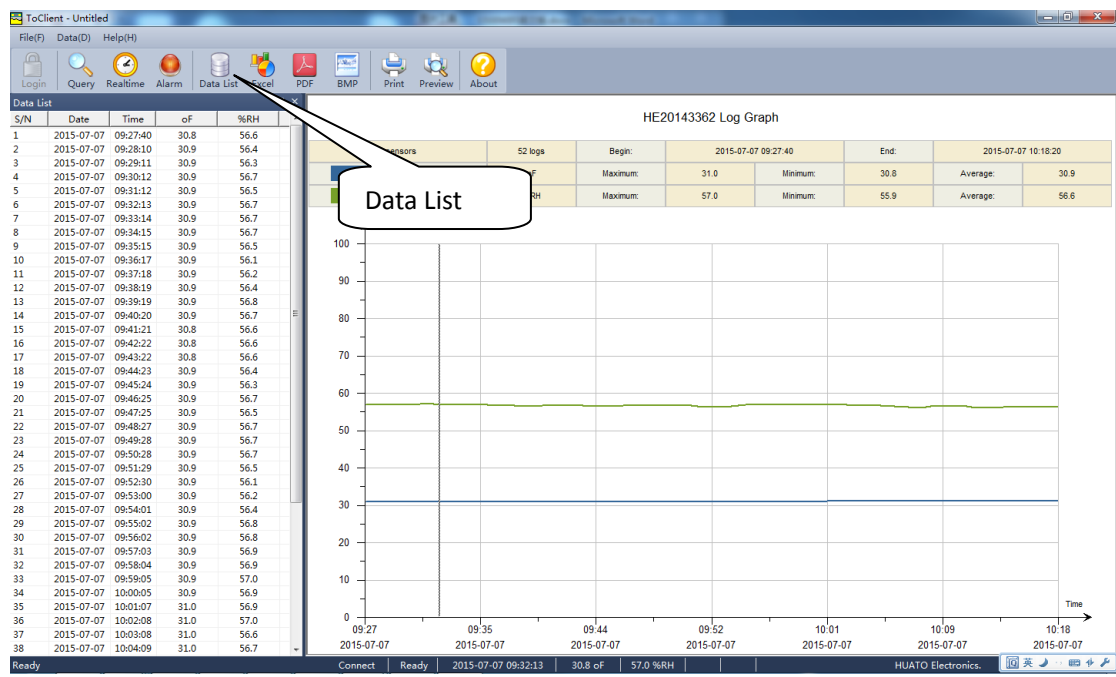 ToClient - Untitled
File(F) Data(D) Help(H)
Login Query Realtime Alarm Data List Excel PDF BMP Print Preview About
Data List
S/N Date Time oF %RH
1 2015-07-07 09:27:40 30.8 56.6
2 2015-07-07 09:28:10 30.9 56.4
3 2015-07-07 09:29:11 30.9 56.3
4 2015-07-07 09:30:12 30.9 56.7
5 2015-07-07 09:31:12 30.9 56.5
6 2015-07-07 09:32:13 30.9 56.7
7 2015-07-07 09:33:14 30.9 56.7
8 2015-07-07 09:34:15 30.9 56.7
9 2015-07-07 09:35:15 30.9 56.5
10 2015-07-07 09:36:17 30.9 56.1
11 2015-07-07 09:37:18 30.9 56.2
12 2015-07-07 09:38:19 30.9 56.4
13 2015-07-07 09:39:19 30.9 56.8
14 2015-07-07 09:40:20 30.9 56.7
15 2015-07-07 09:41:21 30.8 56.6
16 2015-07-07 09:42:22 30.8 56.6
17 2015-07-07 09:43:22 30.8 56.6
18 2015-07-07 09:44:23 30.9 56.4
19 2015-07-07 09:45:24 30.9 56.3
20 2015-07-07 09:46:25 30.9 56.7
21 2015-07-07 09:47:25 30.9 56.5
22 2015-07-07 09:48:27 30.9 56.7
23 2015-07-07 09:49:28 30.9 56.7
24 2015-07-07 09:50:28 30.9 56.7
25 2015-07-07 09:51:29 30.9 56.5
26 2015-07-07 09:52:30 30.9 56.1
27 2015-07-07 09:53:00 30.9 56.2
28 2015-07-07 09:54:01 30.9 56.4
29 2015-07-07 09:55:02 30.9 56.8
30 2015-07-07 09:56:02 30.9 56.8
31 2015-07-07 09:57:03 30.9 56.9
32 2015-07-07 09:58:04 30.9 56.9
33 2015-07-07 09:59:05 30.9 57.0
34 2015-07-07 10:00:05 30.9 56.9
35 2015-07-07 10:01:07 31.0 56.9
36 2015-07-07 10:02:08 31.0 57.0
37 2015-07-07 10:03:08 31.0 56.6
38 2015-07-07 10:04:09 31.0 56.7
HE20143362 Log Graph
52 logs Begin: 2015-07-07 09:27:40 End: 2015-07-07 10:18:20
Maximum: 31.0 Minimum: 30.8 Average: 30.9
Maximum: 57.0 Minimum: 55.9 Average: 56.6
Data List
100
90
80
70
60
50
40
30
20
10
0
Time
09:27 09:35 09:44 09:52 10:01 10:09 10:18
2015-07-07 2015-07-07 2015-07-07 2015-07-07 2015-07-07 2015-07-07 2015-07-07
Ready Connect Ready 2015-07-07 09:32:13 30.8 oF 57.0 %RH HUATO Electronics. 英